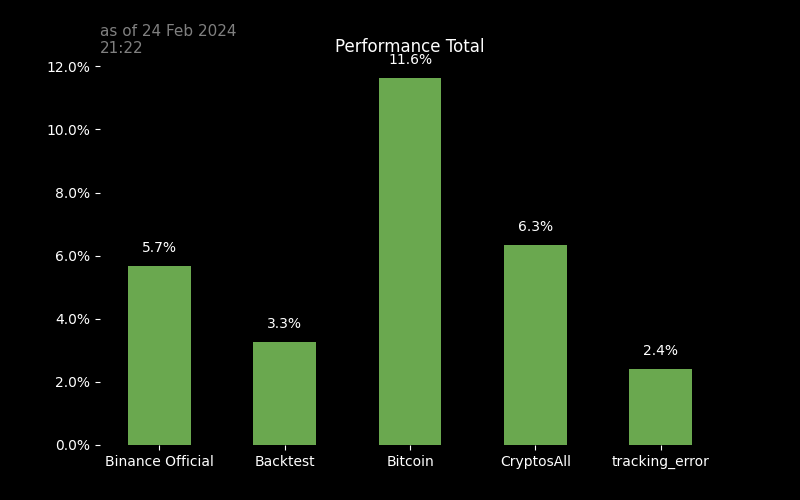 as of 24 Feb 2024
21:22
Performance Total
12.0%
10.0%
8.0%
6.0%
4.0%
2.0%
0.0%
5.7%
3.3%
11.6%
6.3%
2.4%
Binance Official
Backtest
Bitcoin
CryptosAll
tracking_error